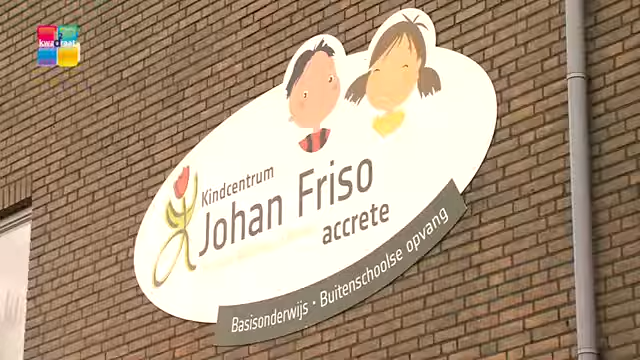 Kindcentrum
Johan Friso
accrete
Basisonderwijs · Buitenschoolse opvang